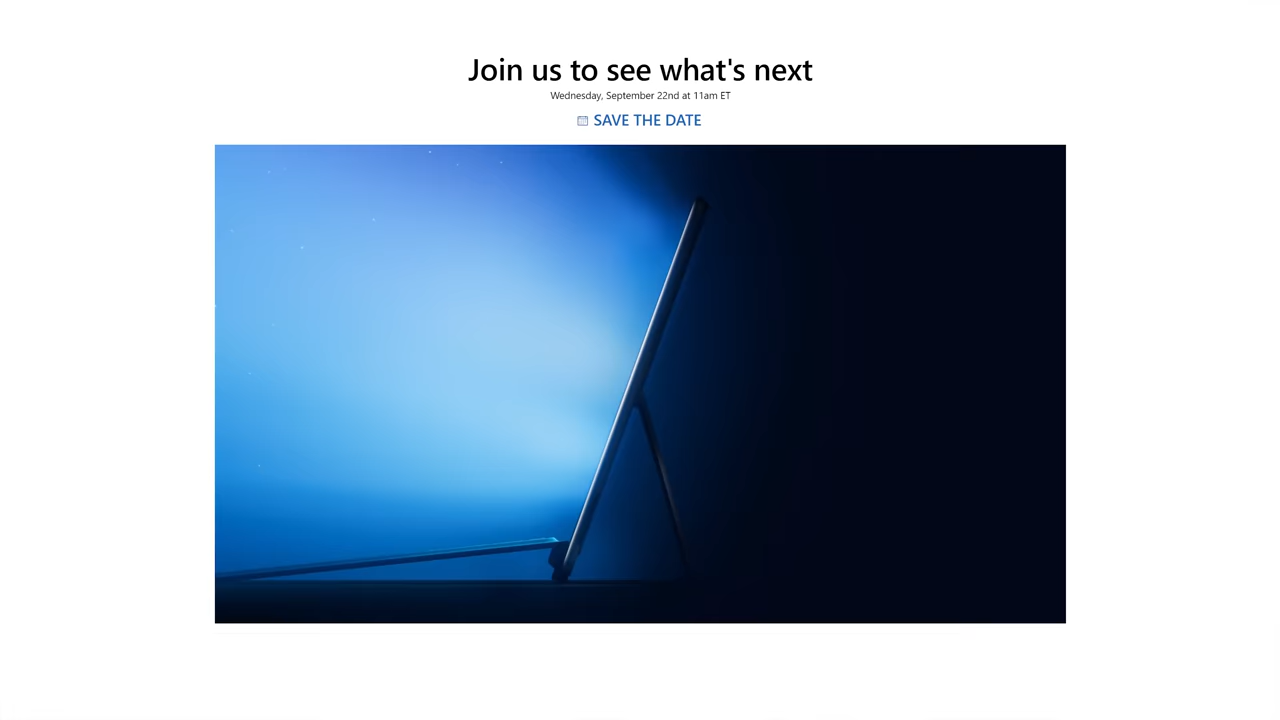 Join us to see what's next
Wednesday, September 22nd at 11am ET
SAVE THE DATE